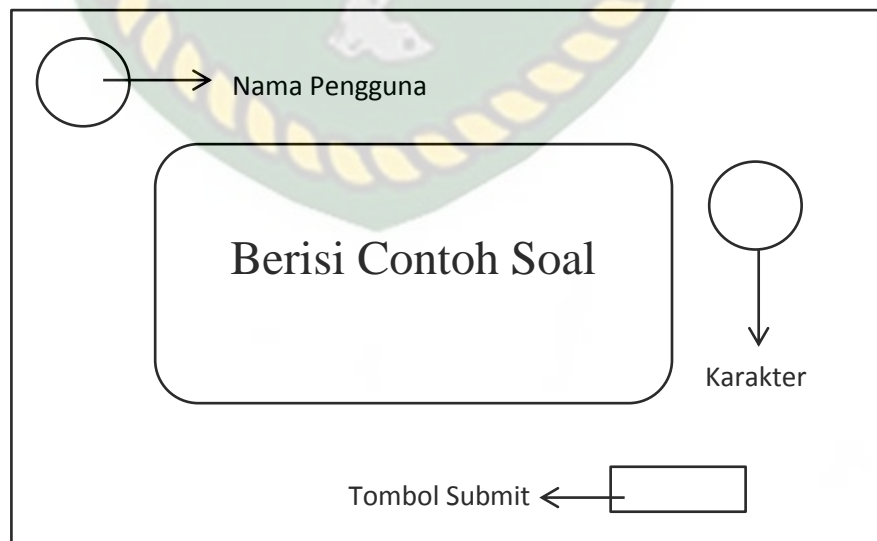 Nama Pengguna
Berisi Contoh Soal
Karakter
Tombol Submit